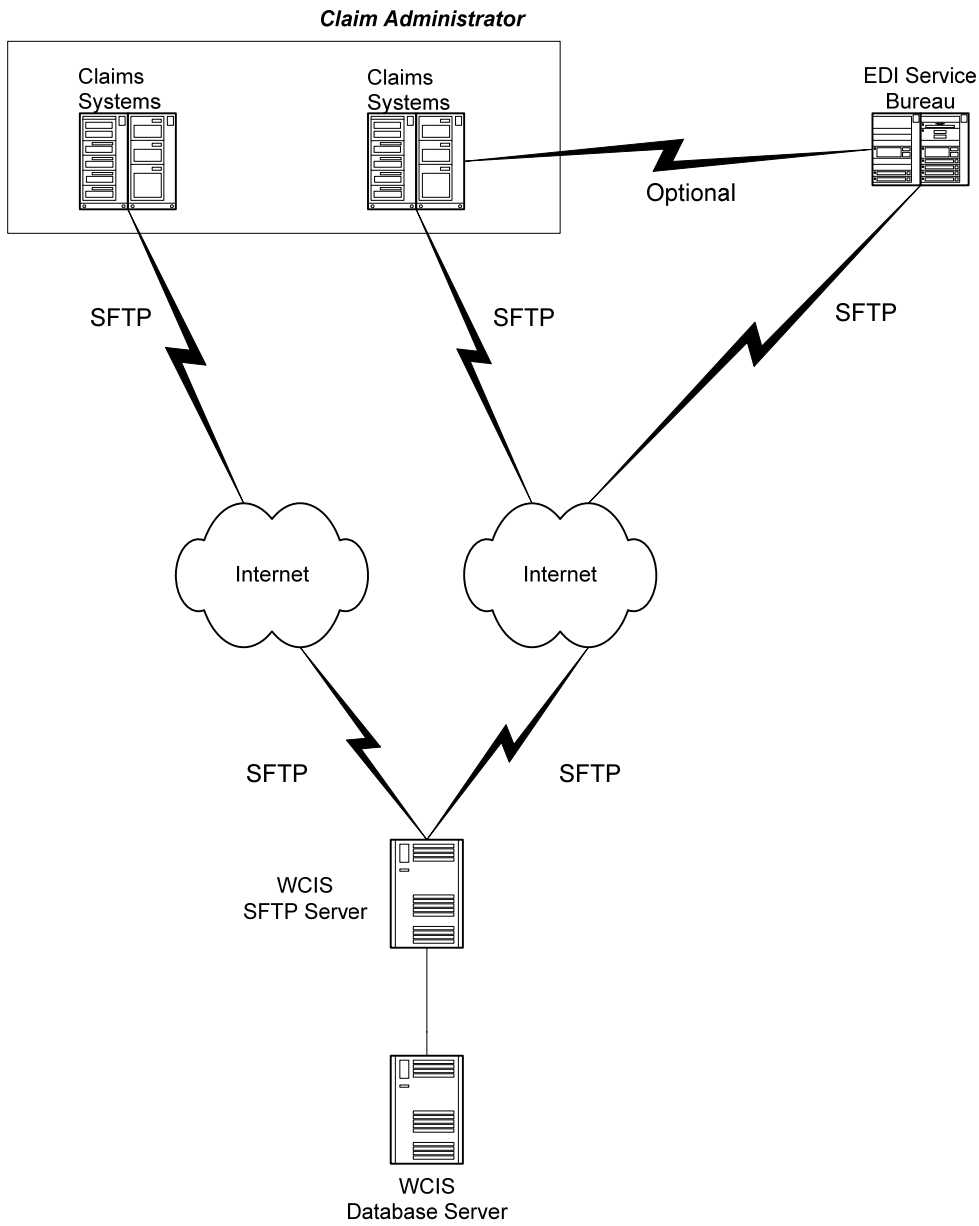 Claim Administrator
Claims
Systems
Claims
Systems
EDI Service
Bureau
Optional
SFTP
SFTP
SFTP
Internet
Internet
SFTP
SFTP
WCIS
SFTP Server
WCIS
Database Server